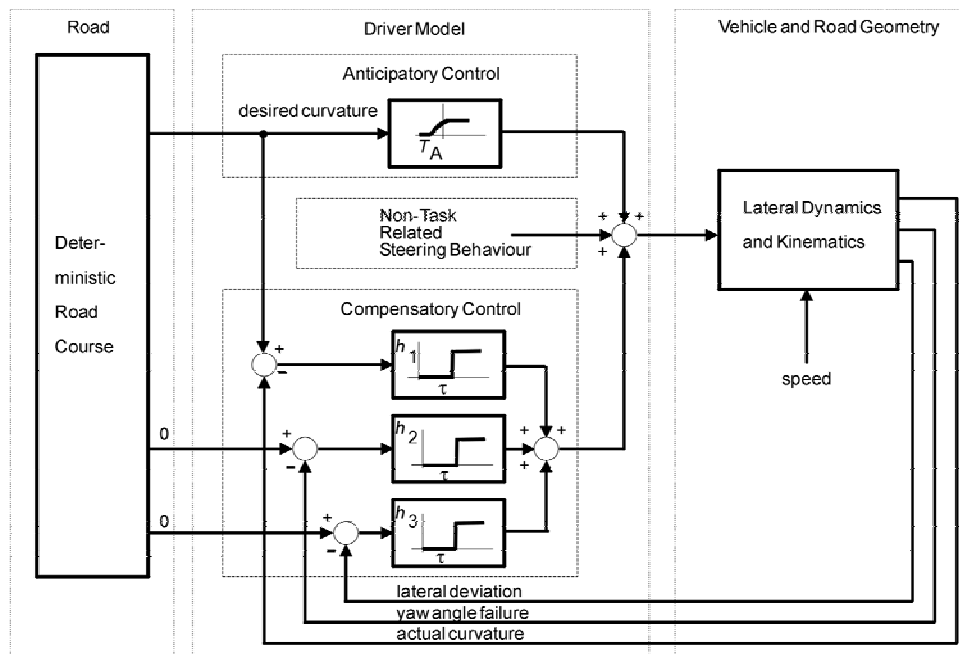 Road
Driver Model
Vehicle and Road Geometry
Anticipatory Control
desired curvature
T A
Deter-
ministic
Road
Course
Non-Task
Related
Steering Behaviour
+ +
+
+
Lateral Dynamics
and Kinematics
speed
Compensatory Control
h 1
τ
+
−
0
h 2
τ
+
−
+ +
+
+
0
h 3
τ
+
−
lateral deviation
yaw angle failure
actual curvature